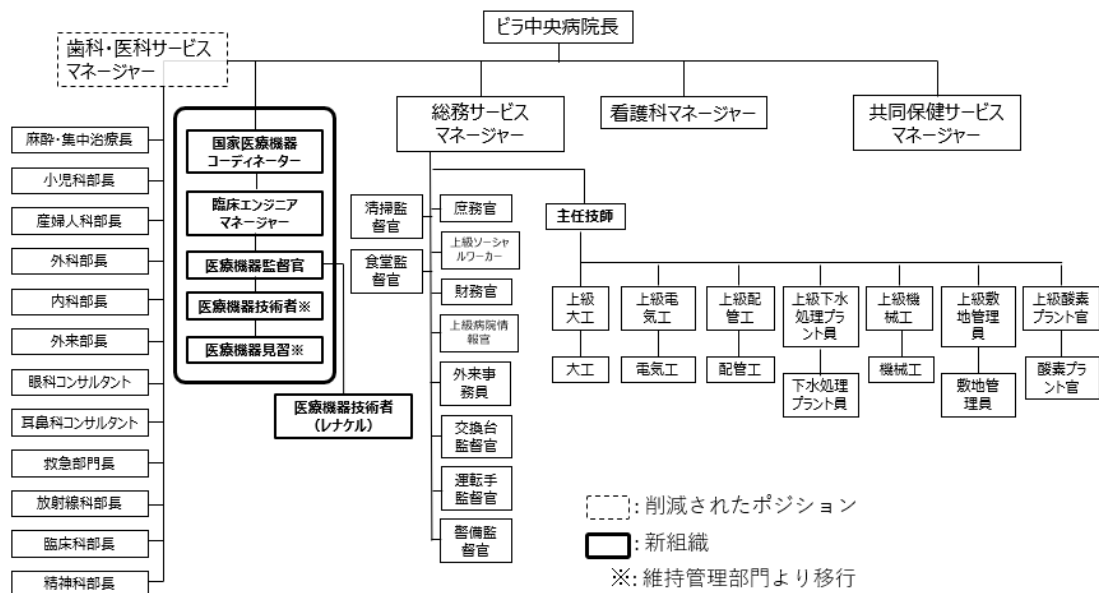 ビラ中央病院長
歯科・医科サービス
マネージャー
総務サービス
マネージャー
看護科マネージャー
共同保健サービス
マネージャー
麻酔・集中治療長
小児科部長
産婦人科部長
外科部長
内科部長
外来部長
眼科コンサルタント
耳鼻科コンサルタント
救急部門長
放射線科部長
臨床科部長
精神科部長
国家医療機器
コーディネーター
臨床エンジニア
マネージャー
医療機器監督官
医療機器技術者※
医療機器見習※
医療機器技術者
(レナケル)
清掃監
督官
食堂監
督官
庶務官
上級ソーシャ
ルワーカー
財務官
上級病院情
報官
外来事
務員
交換台
監督官
運転手
監督官
警備監
督官
主任技師
上級
大工
上級電
気工
上級配
管工
上級下水
処理プラ
ント員
上級機
械工
上級敷
地管理
員
上級酸素
プラント官
大工
電気工
配管工
下水処理
プラント員
機械工
敷地管
理員
酸素プラ
ント官
: 削減されたポジション
: 新組織
※: 維持管理部門より移行